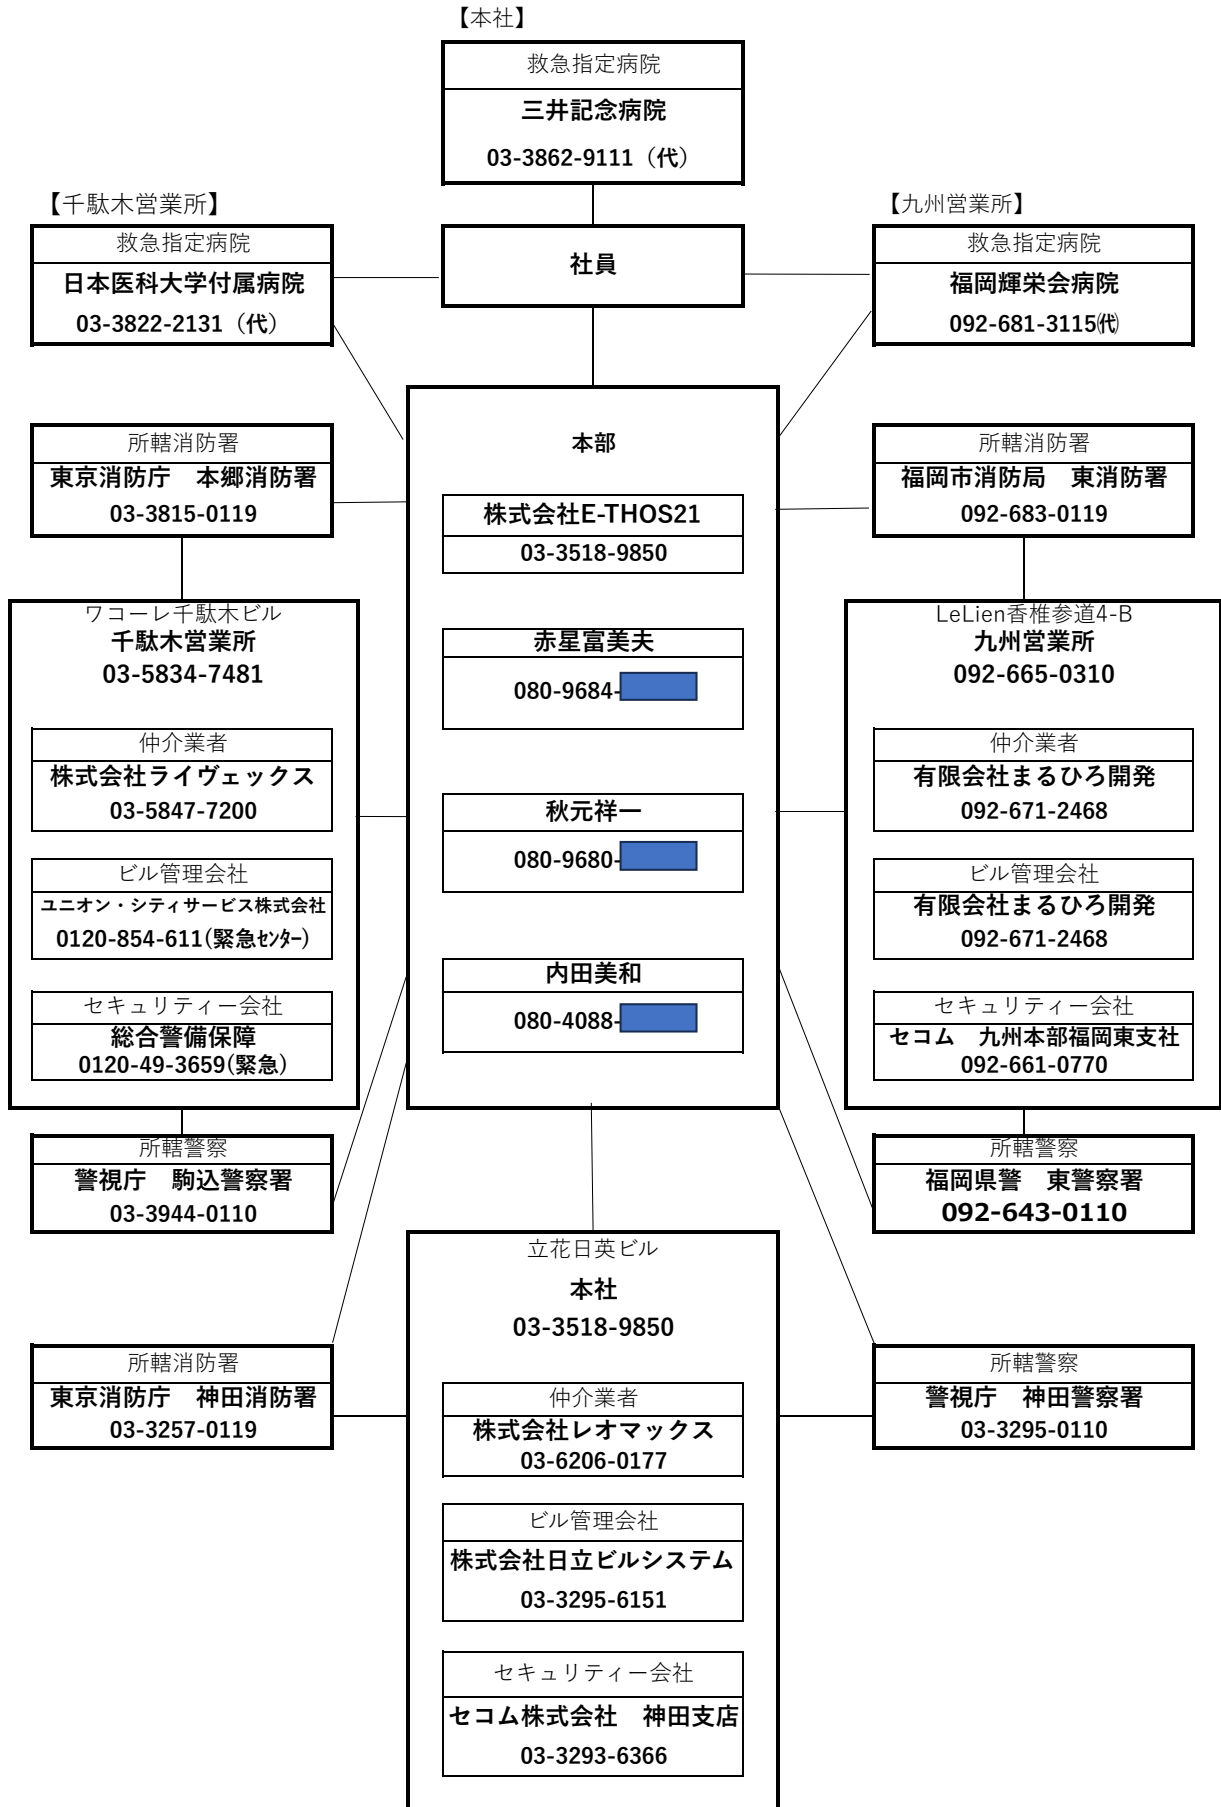 【本社】
救急指定病院
三井記念病院
03-3862-9111（代）
【千駄木営業所】
救急指定病院
日本医科大学付属病院
03-3822-2131（代）
社員
【九州営業所】
救急指定病院
福岡輝栄会病院
092-681-3115㈹
所轄消防署
東京消防庁　本郷消防署
03-3815-0119
本部
株式会社E-THOS21
03-3518-9850
赤星富美夫
080-9684-
秋元祥一
080-9680-
内田美和
080-4088-
所轄消防署
福岡市消防局　東消防署
092-683-0119
ワコーレ千駄木ビル
千駄木営業所
03-5834-7481
仲介業者
株式会社ライヴェックス
03-5847-7200
ビル管理会社
ユニオン・シティサービス株式会社
0120-854-611(緊急ｾﾝﾀｰ)
セキュリティー会社
総合警備保障
0120-49-3659(緊急)
LeLien香椎参道4-B
九州営業所
092-665-0310
仲介業者
有限会社まるひろ開発
092-671-2468
ビル管理会社
有限会社まるひろ開発
092-671-2468
セキュリティー会社
セコム　九州本部福岡東支社
092-661-0770
所轄警察
警視庁　駒込警察署
03-3944-0110
所轄警察
福岡県警　東警察署
092-643-0110
立花日英ビル
本社
03-3518-9850
仲介業者
株式会社レオマックス
03-6206-0177
ビル管理会社
株式会社日立ビルシステム
03-3295-6151
セキュリティー会社
セコム株式会社　神田支店
03-3293-6366
所轄消防署
東京消防庁　神田消防署
03-3257-0119
所轄警察
警視庁　神田警察署
03-3295-0110